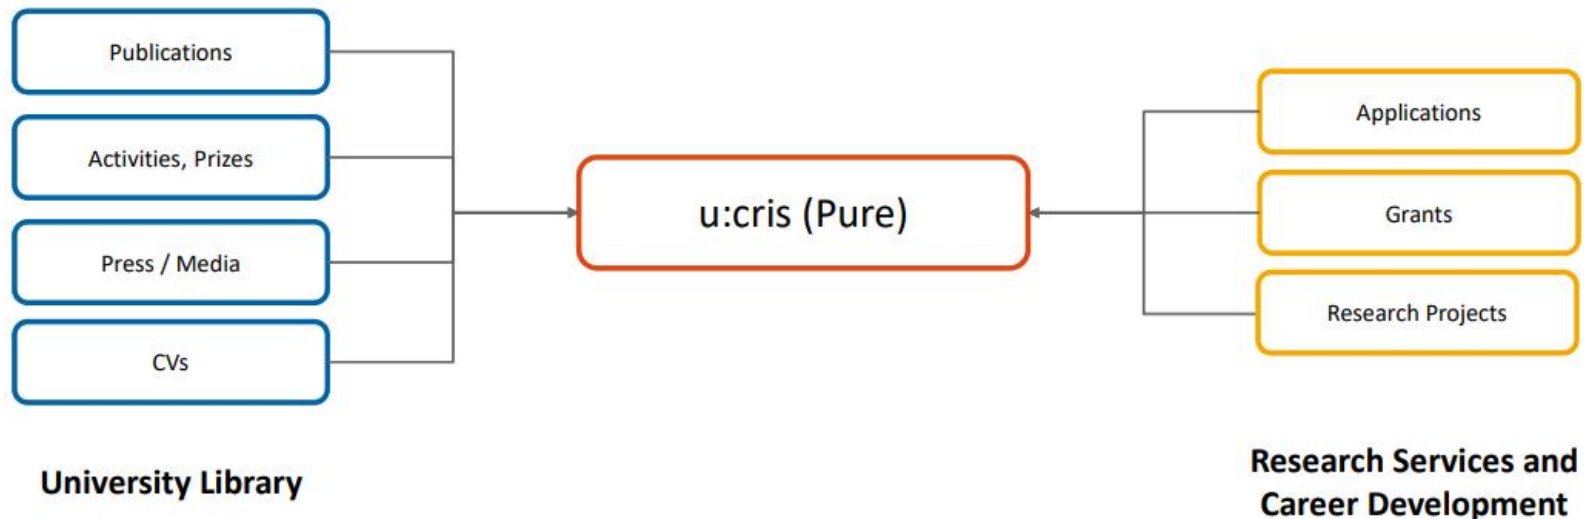 Publications
Activities, Prizes
Press / Media
CVs
University Library
u:cris (Pure)
Applications
Grants
Research Projects
Research Services and
Career Development